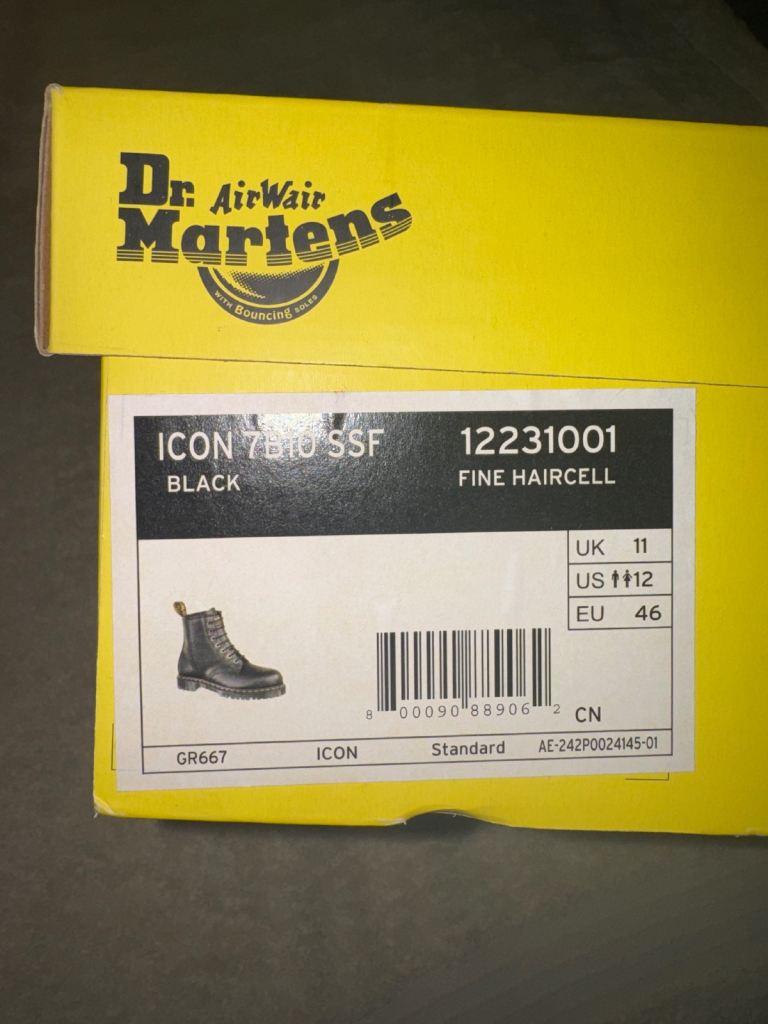 Dr. AirWair
Martens
WITH Bouncing SOLES
ICON 7B10 SSF 12231001
BLACK FINE HAIRCELL
UK 11
US 12
EU 46
8 00090 88906 2 CN
GR667 ICON Standard AE-242P0024145-01